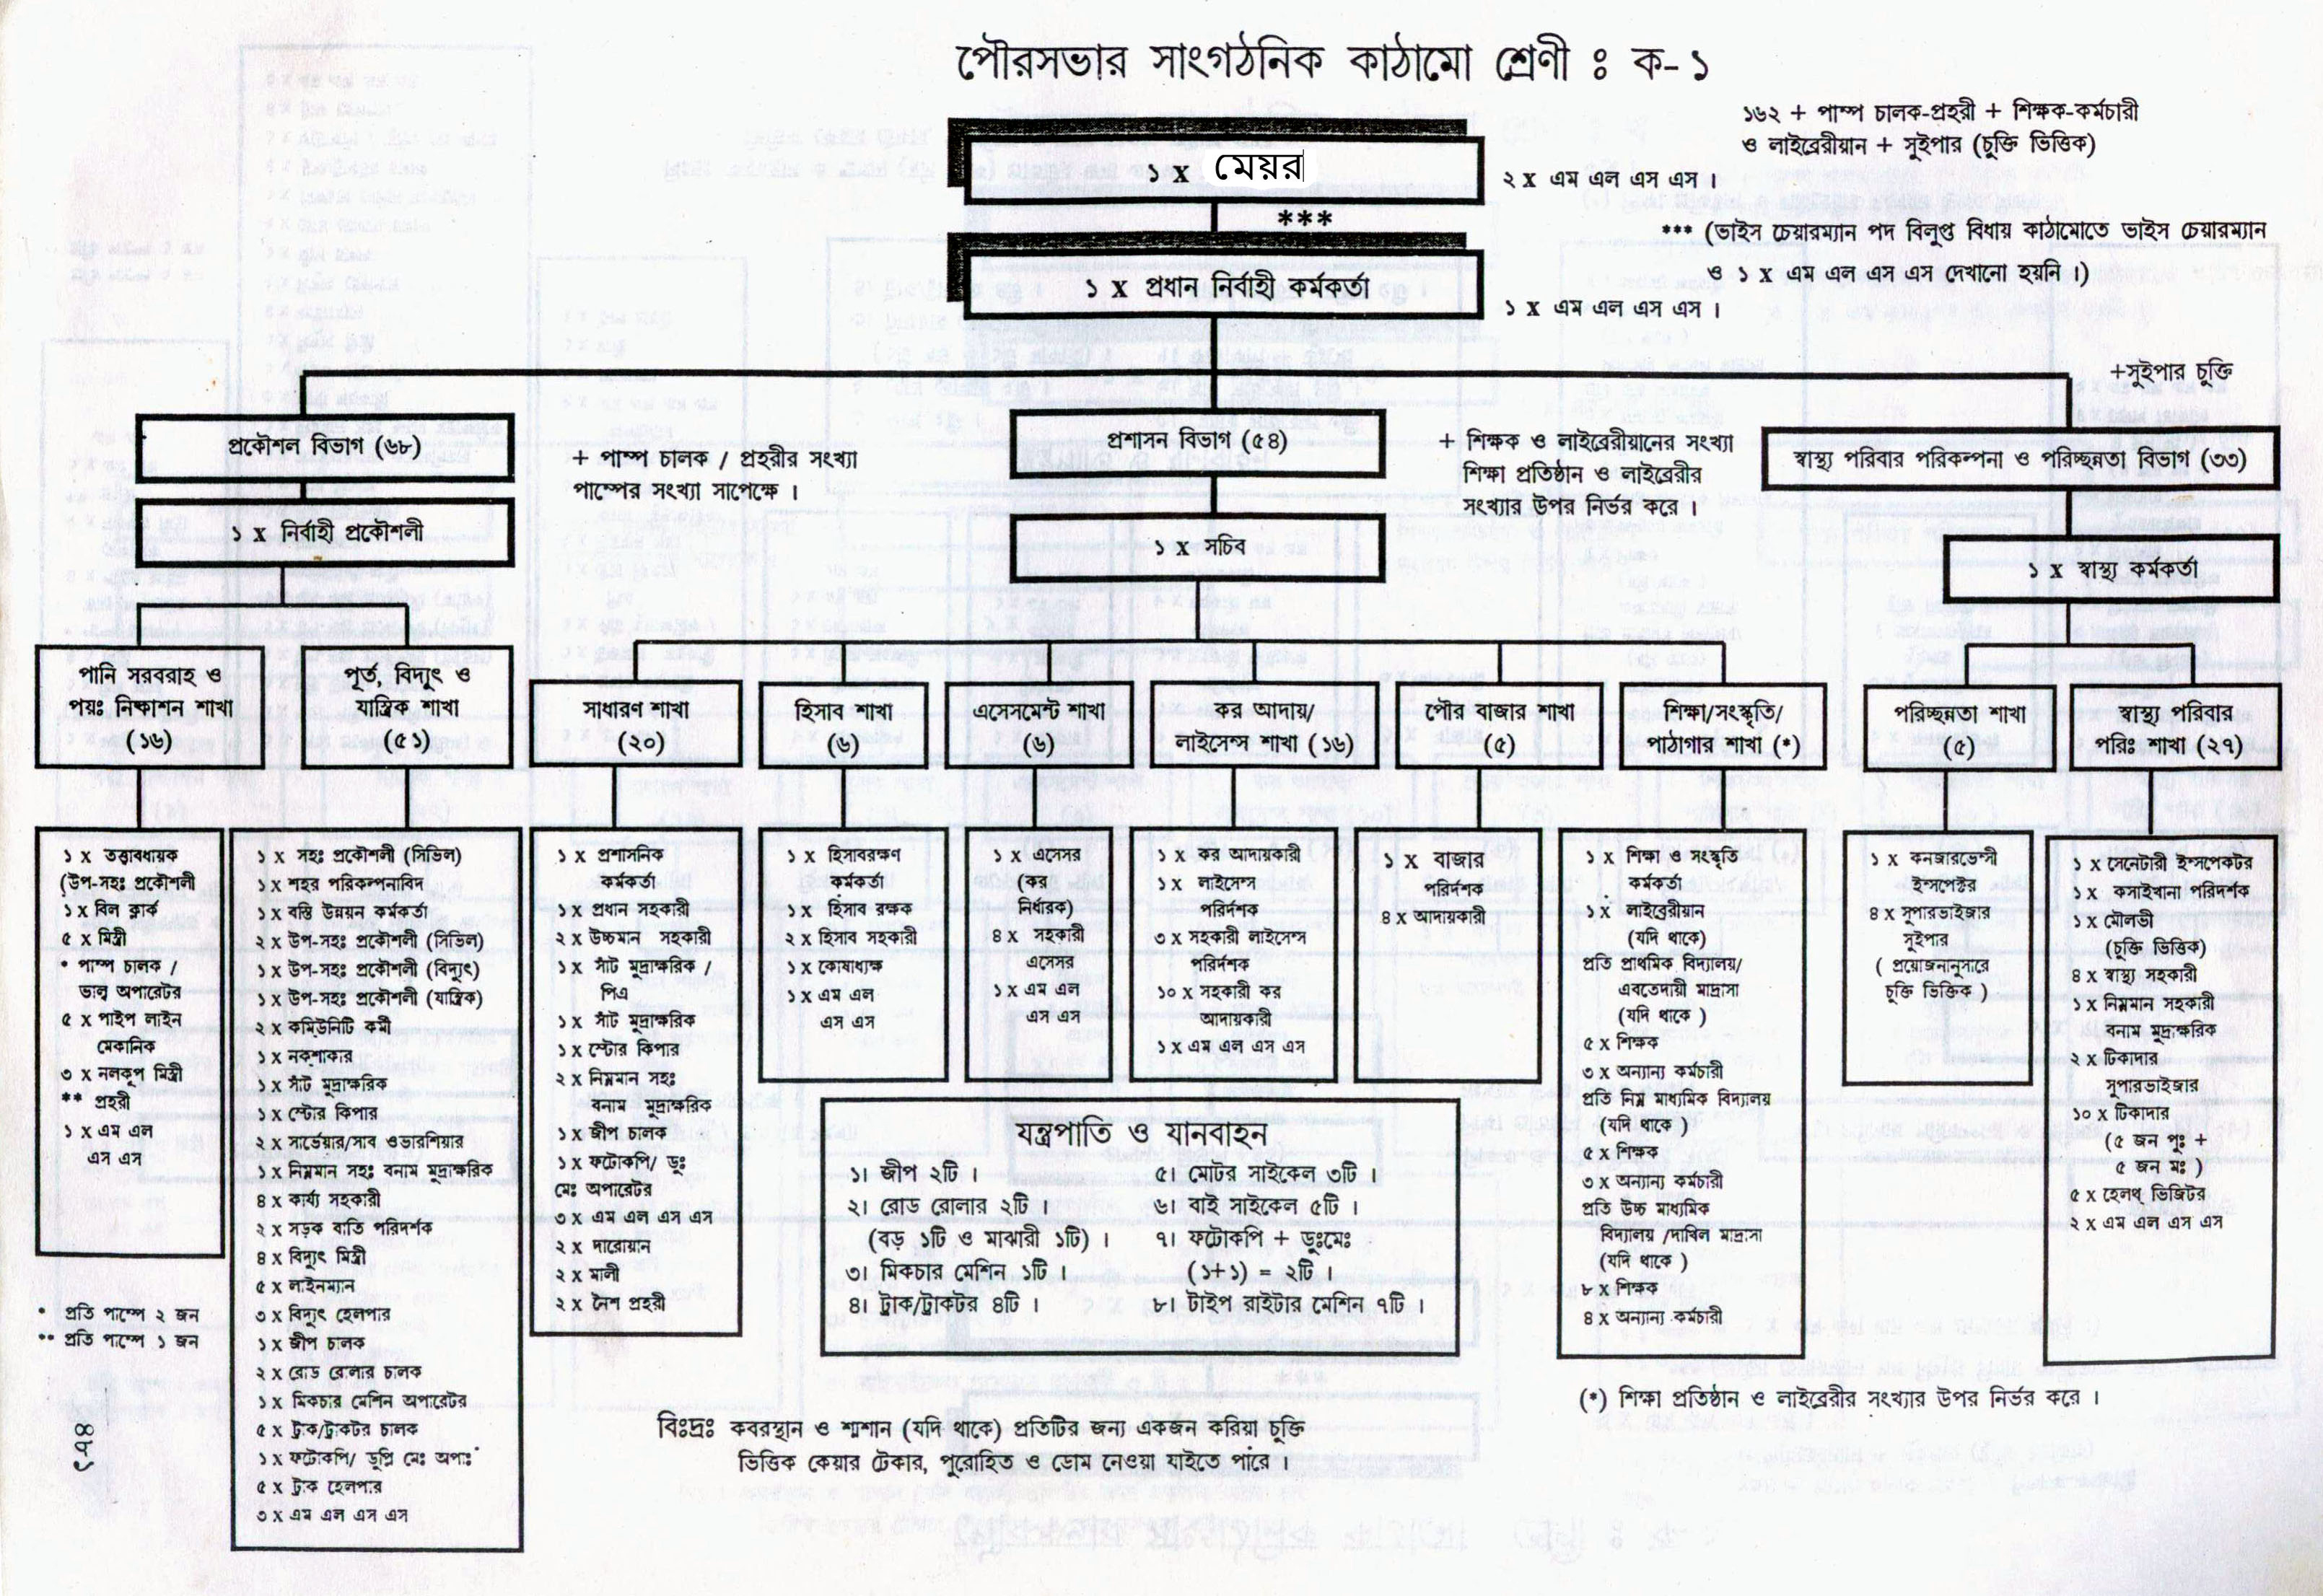 পৌরসভার সাংগঠনিক কাঠামো শ্রেণী ঃ ক-১
১৬২ + পাম্প চালক-প্রহরী + শিক্ষক-কর্মচারী
ও লাইব্রেরীয়ান + সুইপার (চুক্তি ভিত্তিক)
১ x মেয়র
২ x এম এল এস এস ।
***
*** (ভাইস চেয়ারম্যান পদ বিলুপ্ত বিধায় কাঠামোতে ভাইস চেয়ারম্যান
ও ১ x এম এল এস এস দেখানো হয়নি ।)
১ x প্রধান নির্বাহী কর্মকর্তা
১ x এম এল এস এস ।
+সুইপার চুক্তি
প্রকৌশল বিভাগ (৬৮)
+ পাম্প চালক / প্রহরীর সংখ্যা
পাম্পের সংখ্যা সাপেক্ষে ।
১ x নির্বাহী প্রকৌশলী
প্রশাসন বিভাগ (৫৪)
+ শিক্ষক ও লাইব্রেরীয়ানের সংখ্যা
শিক্ষা প্রতিষ্ঠান ও লাইব্রেরীর
সংখ্যার উপর নির্ভর করে ।
১ x সচিব
স্বাস্থ্য পরিবার পরিকল্পনা ও পরিচ্ছন্নতা বিভাগ (৩৩)
১ x স্বাস্থ্য কর্মকর্তা
পানি সরবরাহ ও
পয়ঃ নিষ্কাশন শাখা
(১৬)
পূর্ত, বিদ্যুৎ ও
যান্ত্রিক শাখা
(৫১)
সাধারণ শাখা
(২০)
হিসাব শাখা
(৬)
এসেসমেন্ট শাখা
(৬)
কর আদায়/
লাইসেন্স শাখা (১৬)
পৌর বাজার শাখা
(৫)
শিক্ষা/সংস্কৃতি/
পাঠাগার শাখা (*)
পরিচ্ছন্নতা শাখা
(৫)
স্বাস্থ্য পরিবার
পরিঃ শাখা (২৭)
১ x তত্ত্বাবধায়ক
(উপ-সহঃ প্রকৌশলী
১ x বিল ক্লার্ক
৫ x মিস্ত্রী
* পাম্প চালক /
ভাল্ব অপারেটর
৫ x পাইপ লাইন
মেকানিক
৩ x নলকূপ মিস্ত্রী
** প্রহরী
১ x এম এল
এস এস
* প্রতি পাম্পে ২ জন
** প্রতি পাম্পে ১ জন
১ x সহঃ প্রকৌশলী (সিভিল)
১ x শহর পরিকল্পনাবিদ
১ x বস্তি উন্নয়ন কর্মকর্তা
২ x উপ-সহঃ প্রকৌশলী (সিভিল)
১ x উপ-সহঃ প্রকৌশলী (বিদ্যুৎ)
১ x উপ-সহঃ প্রকৌশলী (যান্ত্রিক)
২ x কমিউনিটি কর্মী
১ x নকশাকার
১ x সাঁট মুদ্রাক্ষরিক
১ x স্টোর কিপার
২ x সার্ভেয়ার/সাব ওভারশিয়ার
১ x নিম্নমান সহঃ বনাম মুদ্রাক্ষরিক
৪ x কার্য্য সহকারী
২ x সড়ক বাতি পরিদর্শক
৪ x বিদ্যুৎ মিস্ত্রী
৫ x লাইনম্যান
৩ x বিদ্যুৎ হেলপার
১ x জীপ চালক
২ x রোড রোলার চালক
১ x মিকচার মেশিন অপারেটর
৫ x ট্রাক/ট্রাকটর চালক
১ x ফটোকপি/ ডুপ্লি মেঃ অপাঃ
৫ x ট্রাক হেলপার
৩ x এম এল এস এস
১ x প্রশাসনিক
কর্মকর্তা
১ x প্রধান সহকারী
২ x উচ্চমান সহকারী
১ x সাঁট মুদ্রাক্ষরিক /
পিএ
১ x সাঁট মুদ্রাক্ষরিক
১ x স্টোর কিপার
২ x নিম্নমান সহঃ
বনাম মুদ্রাক্ষরিক
১ x জীপ চালক
১ x ফটোকপি/ ডুঃ
মেঃ অপারেটর
৩ x এম এল এস এস
২ x দারোয়ান
২ x মালী
২ x নৈশ প্রহরী
১ x হিসাবরক্ষণ
কর্মকর্তা
১ x হিসাব রক্ষক
২ x হিসাব সহকারী
১ x কোষাধ্যক্ষ
১ x এম এল
এস এস
১ x এসেসর
(কর
নির্ধারক)
৪ x সহকারী
এসেসর
১ x এম এল
এস এস
১ x কর আদায়কারী
১ x লাইসেন্স
পরিদর্শক
৩ x সহকারী লাইসেন্স
পরিদর্শক
১০ x সহকারী কর
আদায়কারী
১ x এম এল এস এস
১ x বাজার
পরিদর্শক
৪ x আদায়কারী
১ x শিক্ষা ও সংস্কৃতি
কর্মকর্তা
১ x লাইব্রেরীয়ান
(যদি থাকে)
প্রতি প্রাথমিক বিদ্যালয়/
এবতেদায়ী মাদ্রাসা
(যদি থাকে )
৫ x শিক্ষক
৩ x অন্যান্য কর্মচারী
প্রতি নিম্ন মাধ্যমিক বিদ্যালয়
(যদি থাকে )
৫ x শিক্ষক
৩ x অন্যান্য কর্মচারী
প্রতি উচ্চ মাধ্যমিক
বিদ্যালয় /দাখিল মাদ্রাসা
(যদি থাকে )
৮ x শিক্ষক
৪ x অন্যান্য কর্মচারী
১ x কনজারভেন্সী
ইন্সপেক্টর
৪ x সুপারভাইজার
সুইপার
( প্রয়োজনানুসারে
চুক্তি ভিত্তিক )
১ x সেনেটারী ইন্সপেকটর
১ x কসাইখানা পরিদর্শক
১ x মৌলভী
(চুক্তি ভিত্তিক)
৪ x স্বাস্থ্য সহকারী
১ x নিম্নমান সহকারী
বনাম মুদ্রাক্ষরিক
২ x টিকাদার
সুপারভাইজার
১০ x টিকাদার
(৫ জন পুঃ +
৫ জন মঃ )
৫ x হেলথ্ ভিজিটর
২ x এম এল এস এস
যন্ত্রপাতি ও যানবাহন
১। জীপ ২টি ।
২। রোড রোলার ২টি ।
(বড় ১টি ও মাঝারী ১টি) ।
৩। মিকচার মেশিন ১টি ।
৪। ট্রাক/ট্রাকটর ৪টি ।
৫। মোটর সাইকেল ৩টি ।
৬। বাই সাইকেল ৫টি ।
৭। ফটোকপি + ডুঃমেঃ
(১+১) = ২টি ।
৮। টাইপ রাইটার মেশিন ৭টি ।
(*) শিক্ষা প্রতিষ্ঠান ও লাইব্রেরীর সংখ্যার উপর নির্ভর করে ।
বিঃদ্রঃ কবরস্থান ও শ্মশান (যদি থাকে) প্রতিটির জন্য একজন করিয়া চুক্তি
ভিত্তিক কেয়ার টেকার, পুরোহিত ও ডোম নেওয়া যাইতে পারে ।